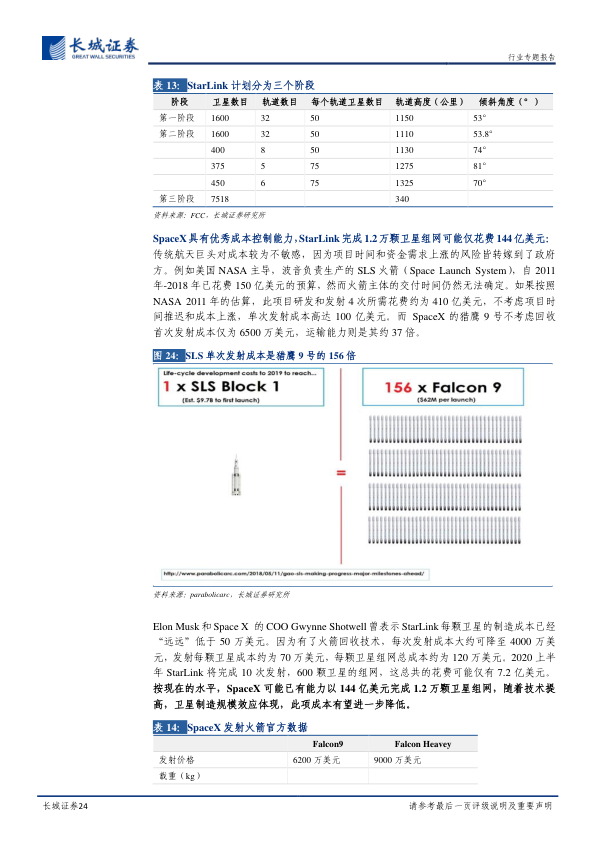 长城证券
GREAT WALL SECURITIES
行业专题报告
表 13: StarLink 计划分为三个阶段
阶段 卫星数目 轨道数目 每个轨道卫星数目 轨道高度（公里） 倾斜角度（°）
第一阶段 1600 32 50 1150 53°
第二阶段 1600 32 50 1110 53.8°
400 8 50 1130 74°
375 5 75 1275 81°
450 6 75 1325 70°
第三阶段 7518 340
资料来源：FCC，长城证券研究所
SpaceX 具有优秀成本控制能力，StarLink 完成 1.2 万颗卫星组网可能仅花费 144 亿美元：
传统航天巨头对成本较为不敏感，因为项目时间和资金需求上涨的风险皆转嫁到了政府
方。例如美国 NASA 主导，波音负责生产的 SLS 火箭（Space Launch System），自 2011
年-2018 年已花费 150 亿美元的预算，然而火箭主体的交付时间仍然无法确定。如果按照
NASA 2011 年的估算，此项目研发和发射 4 次所需花费约为 410 亿美元，不考虑项目时
间推迟和成本上涨，单次发射成本高达 100 亿美元。而 SpaceX 的猎鹰 9 号不考虑回收
首次发射成本仅为 6500 万美元，运输能力则是其约 37 倍。
图 24: SLS 单次发射成本是猎鹰 9 号的 156 倍
Life-cycle development costs to 2019 to reach...
1 x SLS Block 1
(Est. $9.7B to first launch)
156 x Falcon 9
($62M per launch)
=
http://www.parabolicarc.com/2018/05/11/gao-sls-making-progress-major-milestones-ahead/
资料来源：parabolicarc，长城证券研究所
Elon Musk 和 Space X 的 COO Gwynne Shotwell 曾表示 StarLink 每颗卫星的制造成本已经
“远远”低于 50 万美元。因为有了火箭回收技术，每次发射成本大约可降至 4000 万美
元，发射每颗卫星成本约为 70 万美元，每颗卫星组网总成本约为 120 万美元。2020 上半
年 StarLink 将完成 10 次发射，600 颗卫星的组网，这总共的花费可能仅有 7.2 亿美元。
按现在的水平，SpaceX 可能已有能力以 144 亿美元完成 1.2 万颗卫星组网，随着技术提
高，卫星制造规模效应体现，此项成本有望进一步降低。
表 14: SpaceX 发射火箭官方数据
Falcon9 Falcon Heavey
发射价格 6200 万美元 9000 万美元
载重（kg）
长城证券24 请参考最后一页评级说明及重要声明